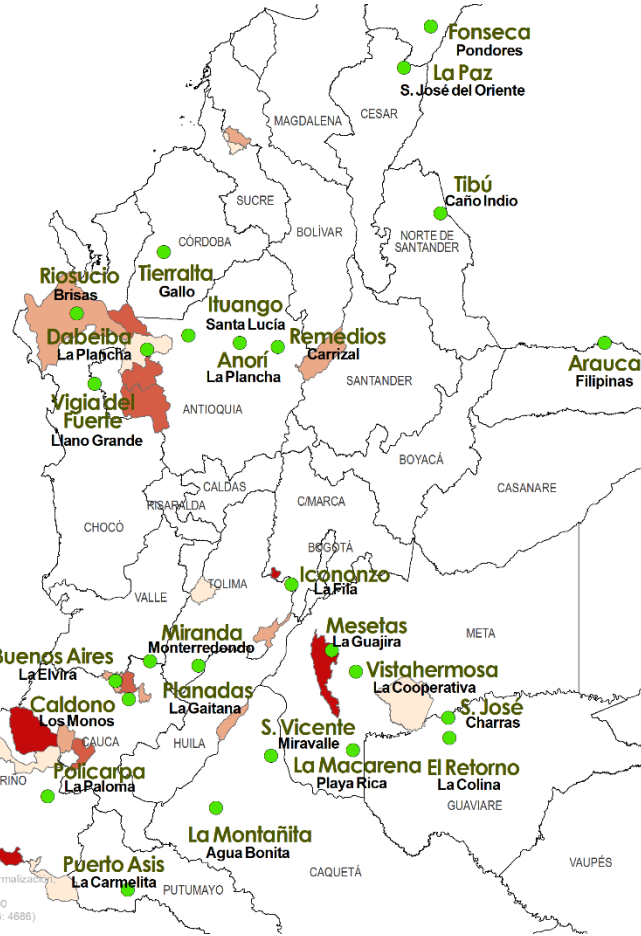 Fonseca
Pondores
La Paz
S. José del Oriente
CESAR
MAGDALENA
Tibú
Caño Indio
SUCRE
BOLÍVAR
NORTE DE
SANTANDER
CÓRDOBA
Riosucio
Brisas
Tierralta
Gallo
Ituango
Santa Lucía
Dabeiba
La Plancha
Remedios
Carrizal
Anorí
La Plancha
Arauca
Filipinas
SANTANDER
Vigia del
Fuerte
Llano Grande
ANTIOQUIA
BOYACÁ
CALDAS
CASANARE
RISARALDA
C/MARCA
CHOCÓ
BOGOTÁ
Icononzo
La Fila
TOLIMA
VALLE
Mesetas
La Guajira
META
Miranda
Monterredondo
Buenos Aires
La Elvira
Vistahermosa
La Cooperativa
Planadas
La Gaitana
Caldono
Los Monos
S. José
Charras
CAUCA
HUILA
S. Vicente
Miravalle
La Macarena
Playa Rica
El Retorno
La Colina
RIÑO
Policarpa
La Paloma
GUAVIARE
La Montañita
Agua Bonita
Puerto Asis
La Carmelita
CAQUETÁ
VAUPÉS
PUTUMAYO
rmalización,
: 4686)